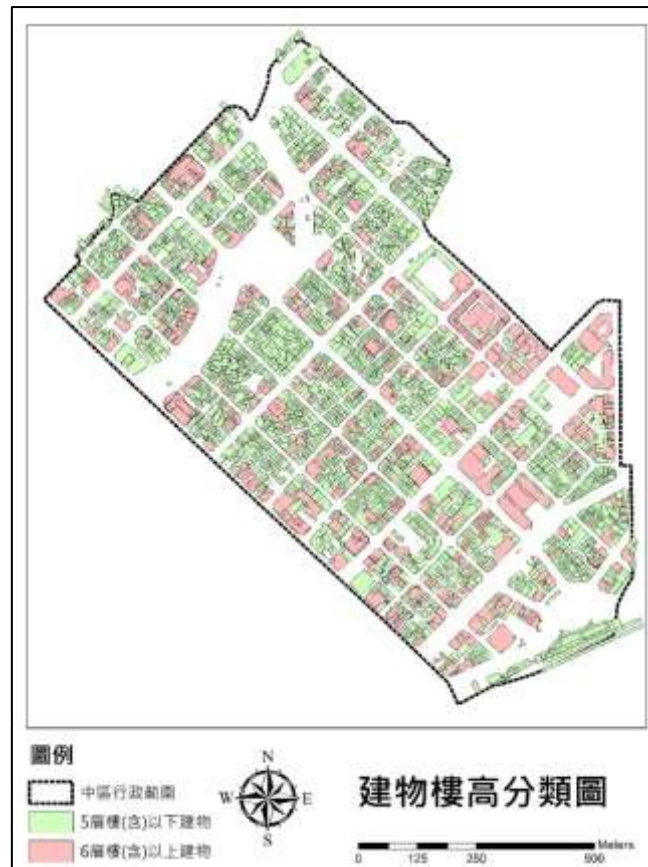 圖例
中區行政範圍
5層樓(含)以下建物
6層樓(含)以上建物
N
W
E
S
建物樓高分類圖
Meters
0 125 250 500